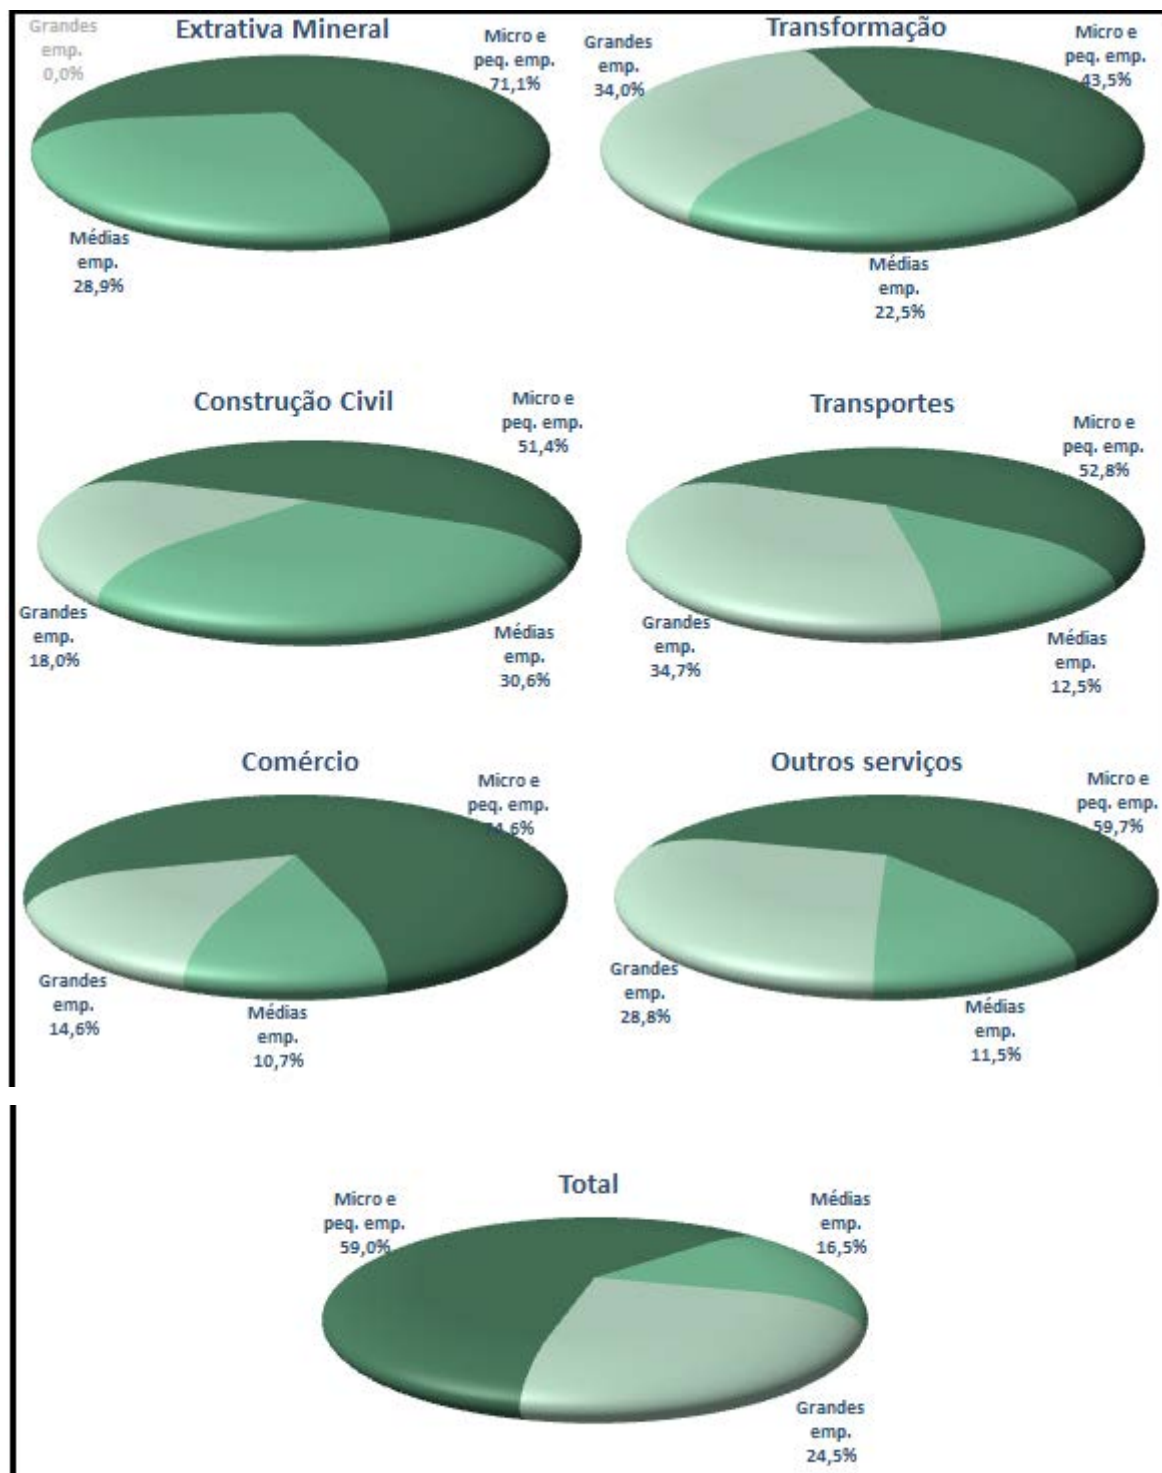 Extrativa Mineral
Grandes
emp.
0,0%
Micro e
peq. emp.
71,1%
Médias
emp.
28,9%
Transformação
Grandes
emp.
34,0%
Micro e
peq. emp.
43,5%
Médias
emp.
22,5%
Construção Civil
Micro e
peq. emp.
51,4%
Grandes
emp.
18,0%
Médias
emp.
30,6%
Transportes
Micro e
peq. emp.
52,8%
Grandes
emp.
34,7%
Médias
emp.
12,5%
Comércio
Micro e
peq. emp.
74,6%
Grandes
emp.
14,6%
Médias
emp.
10,7%
Outros serviços
Micro e
peq. emp.
59,7%
Grandes
emp.
28,8%
Médias
emp.
11,5%
Total
Micro e
peq. emp.
59,0%
Médias
emp.
16,5%
Grandes
emp.
24,5%